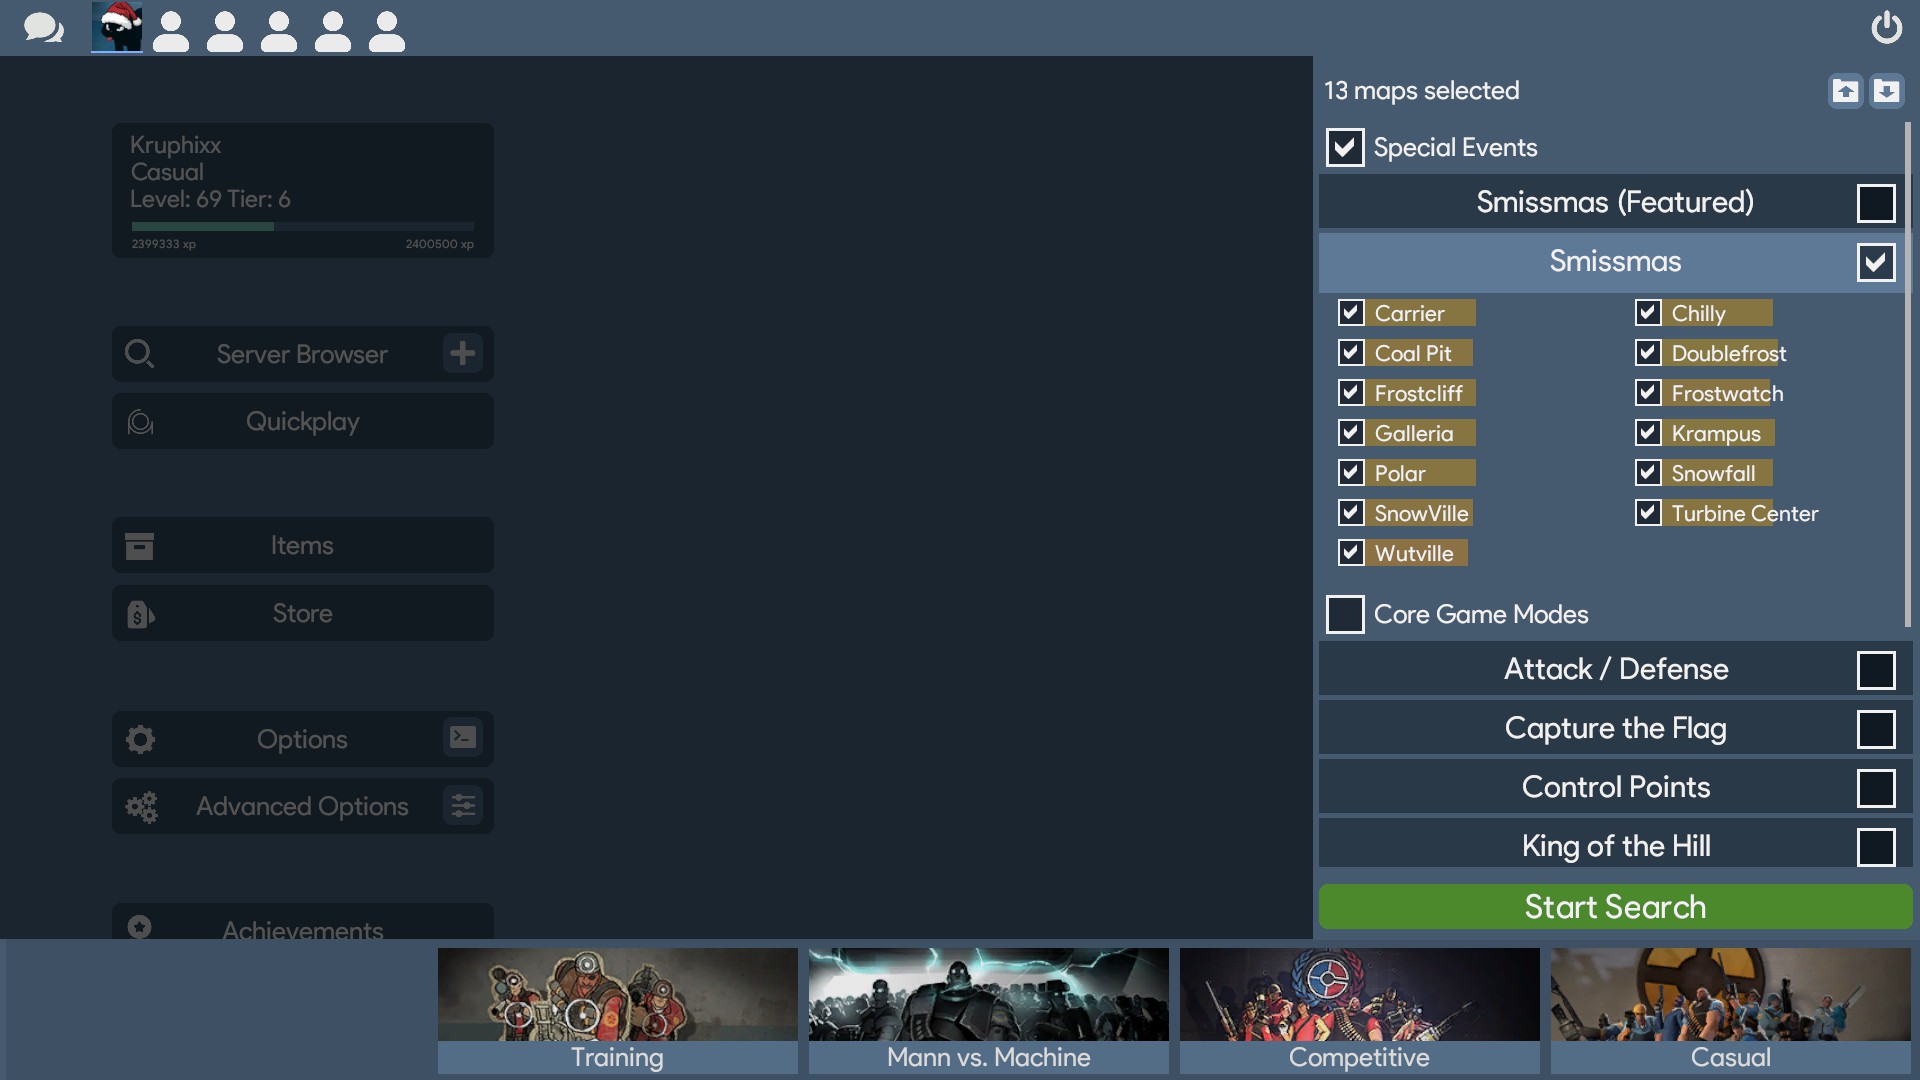 Kruphixx
Casual
Level: 69 Tier: 6
2399333 xp
2400500 xp
Server Browser
Quickplay
Items
Store
Options
Advanced Options
Achievements
13 maps selected
Special Events
Smissmas (Featured)
Smissmas
Carrier
Chilly
Coal Pit
Doublefrost
Frostcliff
Frostwatch
Galleria
Krampus
Polar
Snowfall
SnowVille
Turbine Center
Wutville
Core Game Modes
Attack / Defense
Capture the Flag
Control Points
King of the Hill
Start Search
Training
Mann vs. Machine
Competitive
Casual